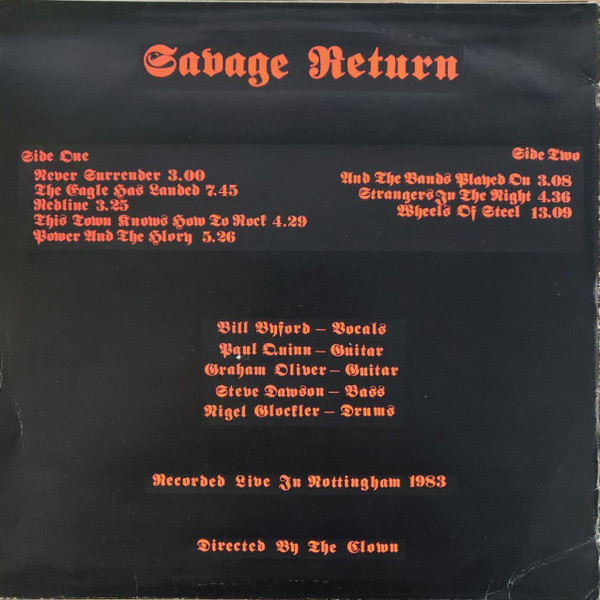 Savage Return
Side One
Never Surrender 3.00
The Eagle Has Landed 7.45
Redline 3.25
This Town Knows How To Rock 4.29
Power And The Hlory 5.26
Side Two
And The Bands Played On 3.08
Strangers In The Night 4.36
Wheels Of Steel 13.09
Bill Byford – Vocals
Paul Quinn – Guitar
Graham Oliver – Guitar
Steve Dawson – Bass
Nigel Glockler – Drums
Recorded Live In Nottingham 1983
Directed By The Clown